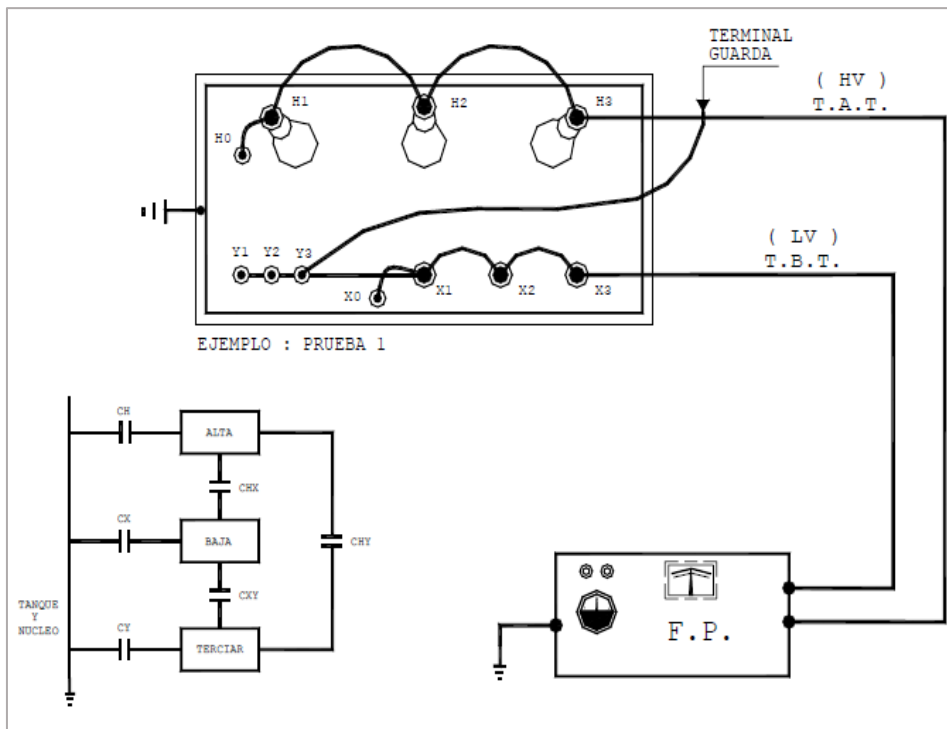 TERMINAL
GUARDA
( HV )
T.A.T.
H1
H2
H3
H0
( LV )
T.B.T.
Y1
Y2
Y3
X0
X1
X2
X3
EJEMPLO : PRUEBA 1
CH
ALTA
CHX
CX
BAJA
CHY
CXY
TANQUE
Y
NUCLEO
CY
TERCIAR
F.P.